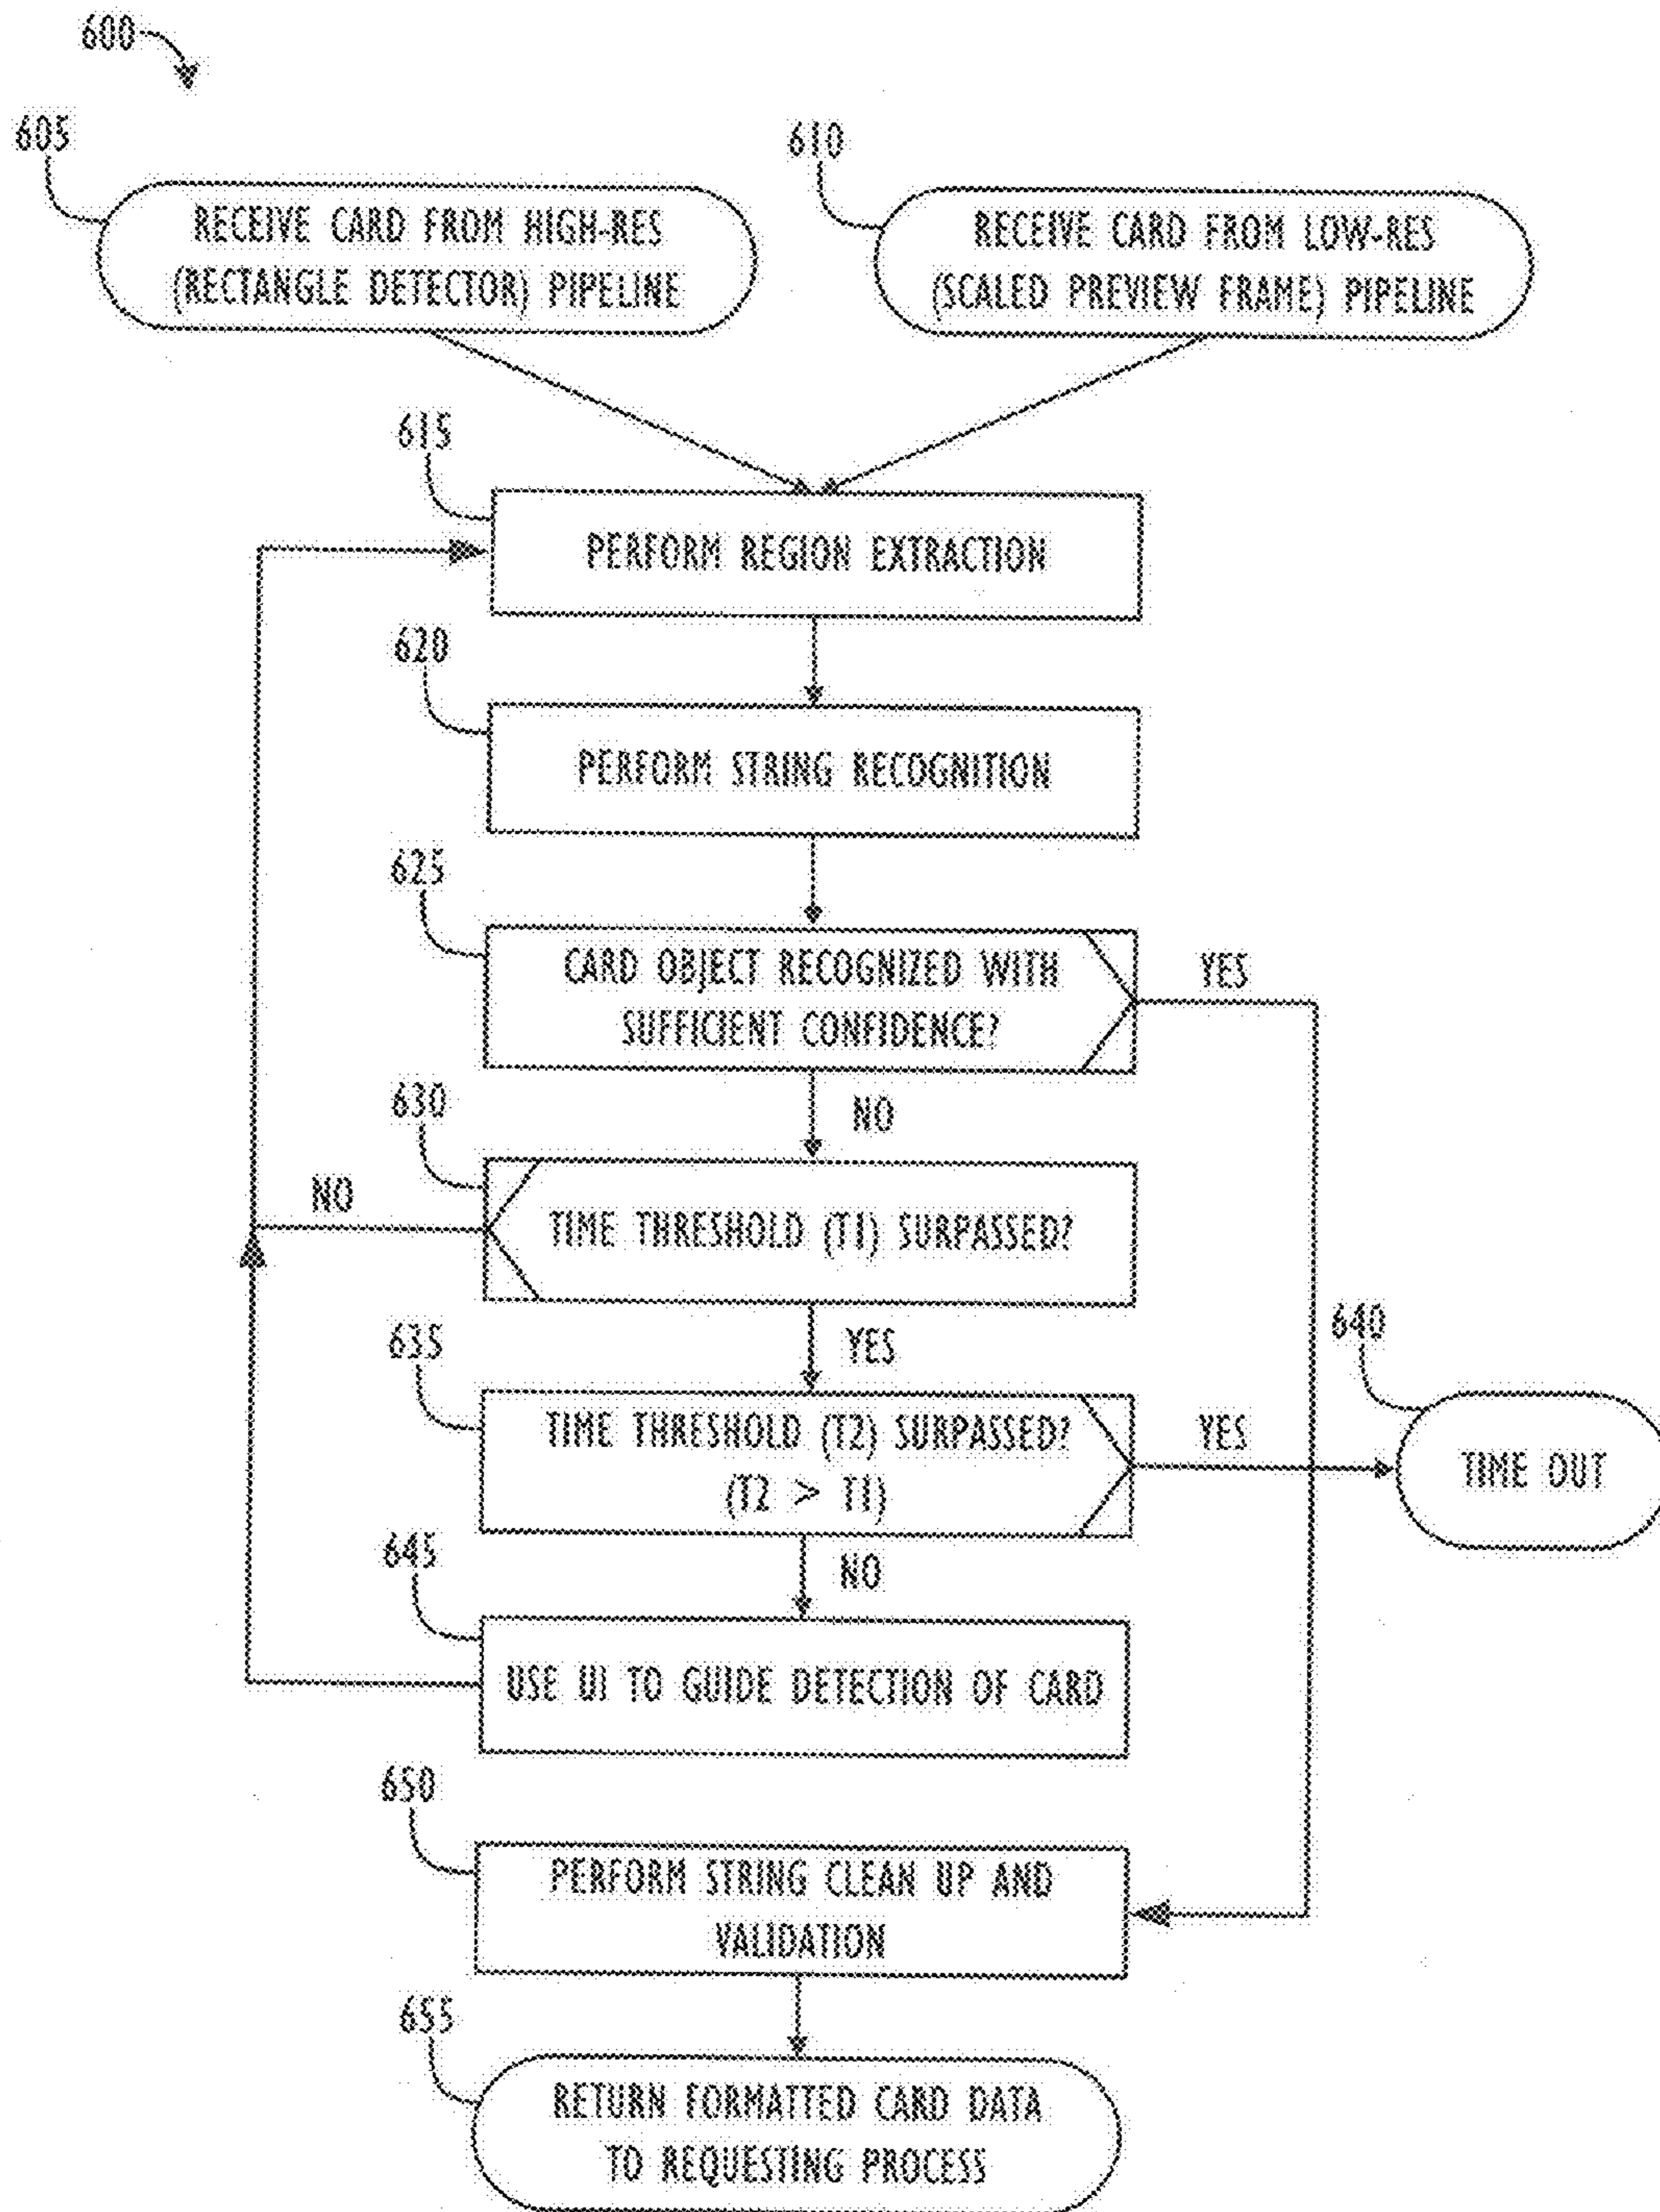 600
605
610
RECEIVE CARD FROM HIGH-RES
(RECTANGLE DETECTOR) PIPELINE
RECEIVE CARD FROM LOW-RES
(SCALED PREVIEW FRAME) PIPELINE
615
PERFORM REGION EXTRACTION
620
PERFORM STRING RECOGNITION
625
CARD OBJECT RECOGNIZED WITH
SUFFICIENT CONFIDENCE?
YES
NO
630
TIME THRESHOLD (T1) SURPASSED?
NO
YES
635
TIME THRESHOLD (T2) SURPASSED?
(T2 > T1)
YES
640
TIME OUT
NO
645
USE UI TO GUIDE DETECTION OF CARD
650
PERFORM STRING CLEAN UP AND
VALIDATION
655
RETURN FORMATTED CARD DATA
TO REQUESTING PROCESS